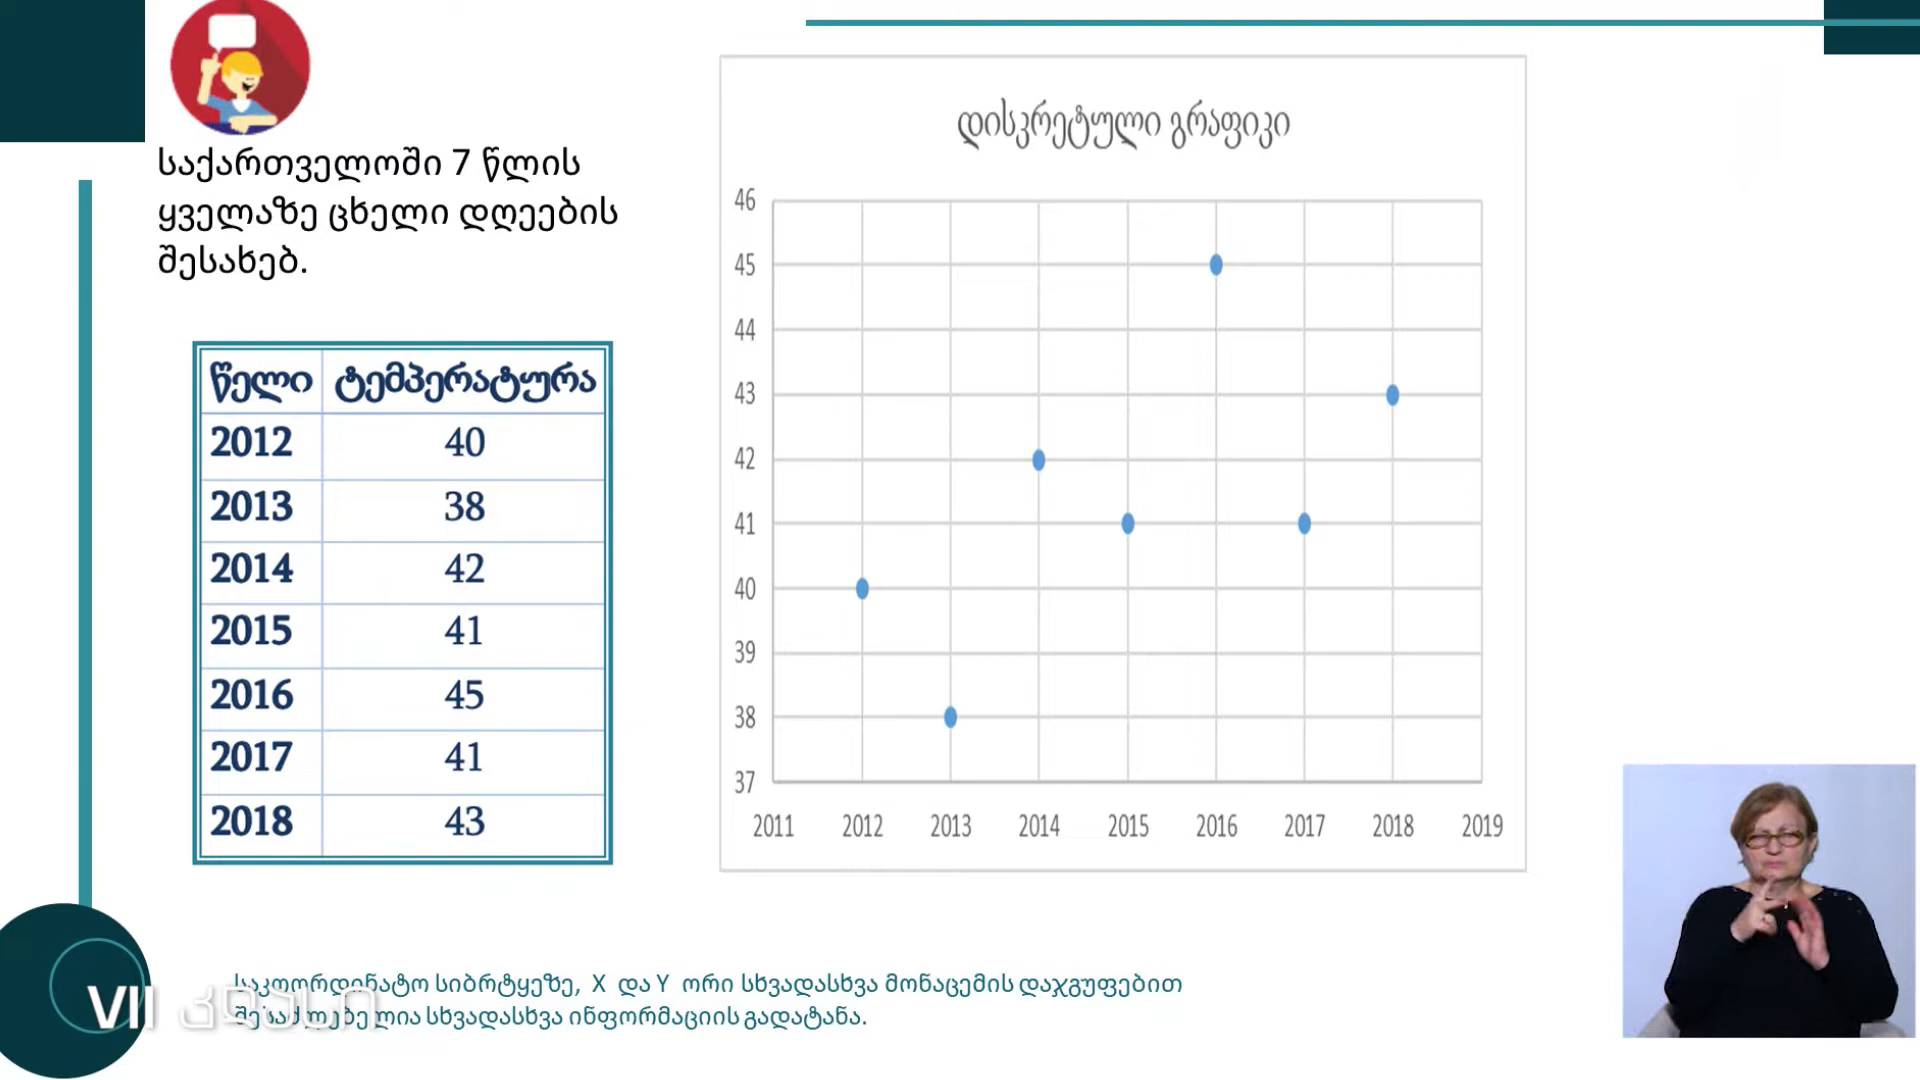 საქართველოში 7 წლის
ყველაზე ცხელი დღეების
შესახებ.
წელი ტემპერატურა
2012 40
2013 38
2014 42
2015 41
2016 45
2017 41
2018 43
დისკრეტული გრაფიკი
46
45
44
43
42
41
40
39
38
37
2011 2012 2013 2014 2015 2016 2017 2018 2019
საკოორდინატო სიბრტყეზე, X და Y ორი სხვადასხვა მონაცემის დაჯგუფებით
შესაძლებელია სხვადასხვა ინფორმაციის გადატანა.
VII კლასი